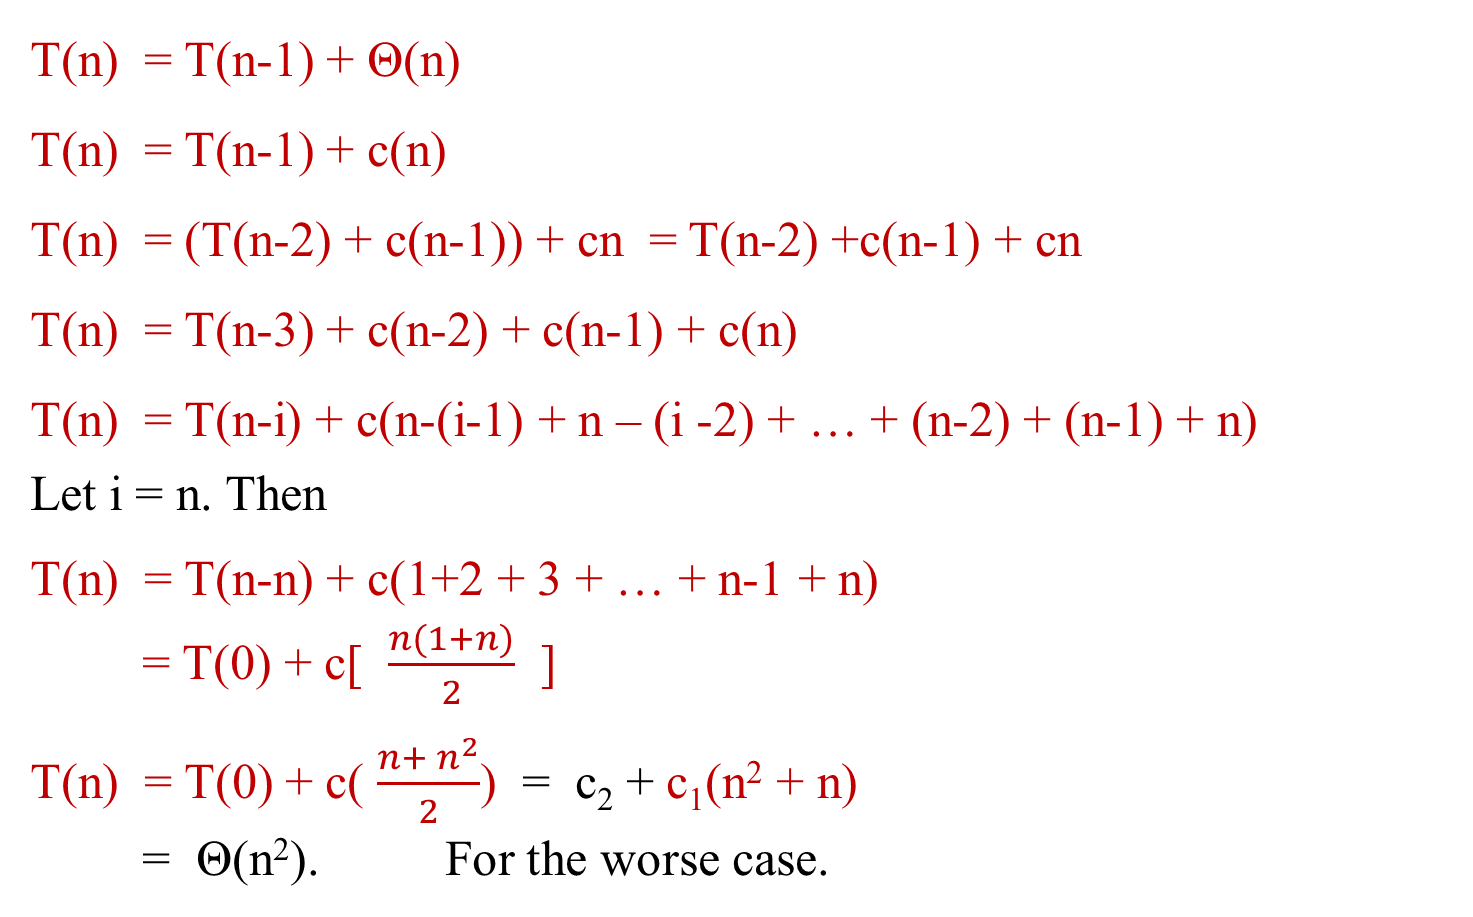 T(n) = T(n-1) + Θ(n)
T(n) = T(n-1) + c(n)
T(n) = (T(n-2) + c(n-1)) + cn = T(n-2) +c(n-1) + cn
T(n) = T(n-3) + c(n-2) + c(n-1) + c(n)
T(n) = T(n-i) + c(n-(i-1) + n – (i -2) + … + (n-2) + (n-1) + n)
Let i = n. Then
T(n) = T(n-n) + c(1+2 + 3 + … + n-1 + n)
= T(0) + c[ n(1+n)/2 ]
T(n) = T(0) + c( n+ n²/2) = c₂ + c₁(n² + n)
= Θ(n²). For the worse case.